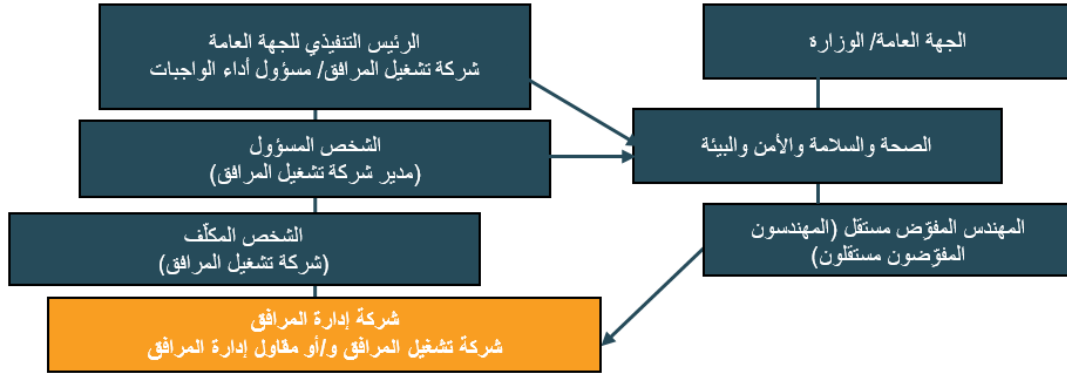 الجهة العامة/ الوزارة
الرئيس التنفيذي للجهة العامة
شركة تشغيل المرافق/ مسؤول أداء الواجبات
الصحة والسلامة والأمن والبيئة
الشخص المسؤول
(مدير شركة تشغيل المرافق)
المهندس المفوّض مستقل (المهندسون
المفوّضون مستقلون)
الشخص المكلّف
(شركة تشغيل المرافق)
شركة إدارة المرافق
شركة تشغيل المرافق و/أو مقاول إدارة المرافق